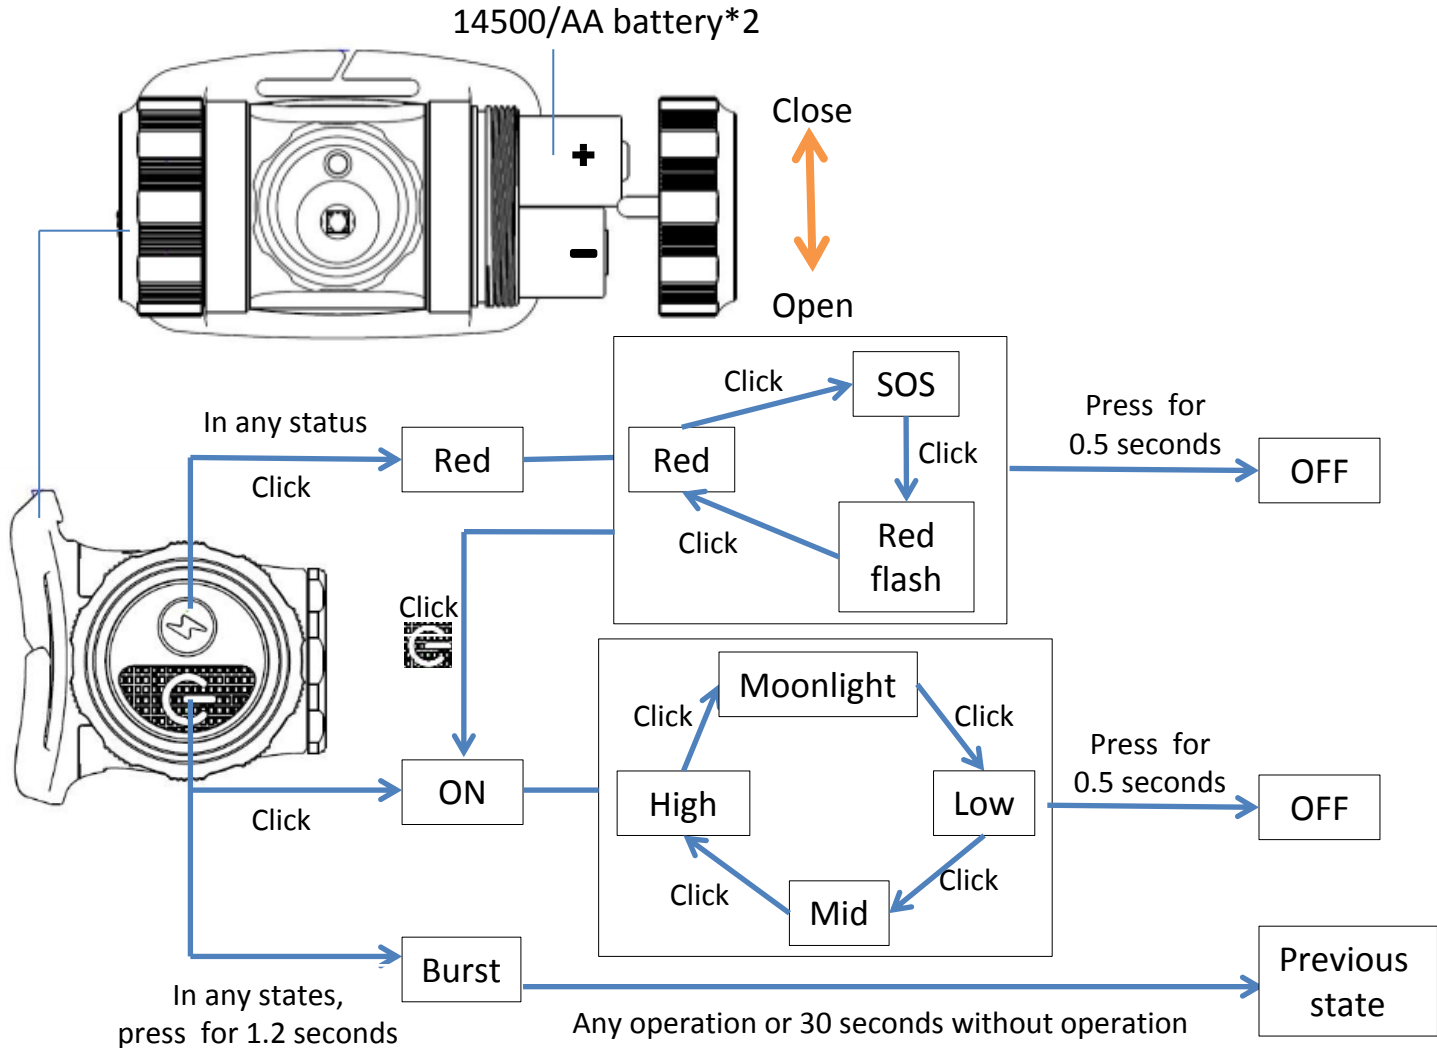 14500/AA battery*2
Close
+
-
Open
In any status
Click
Red
Red
Click
SOS
Click
Red
flash
Click
Press for
0.5 seconds
OFF
Click
Click
ON
Moonlight
Click
Low
Click
Mid
Click
High
Click
Press for
0.5 seconds
OFF
In any states,
press for 1.2 seconds
Burst
Any operation or 30 seconds without operation
Previous
state